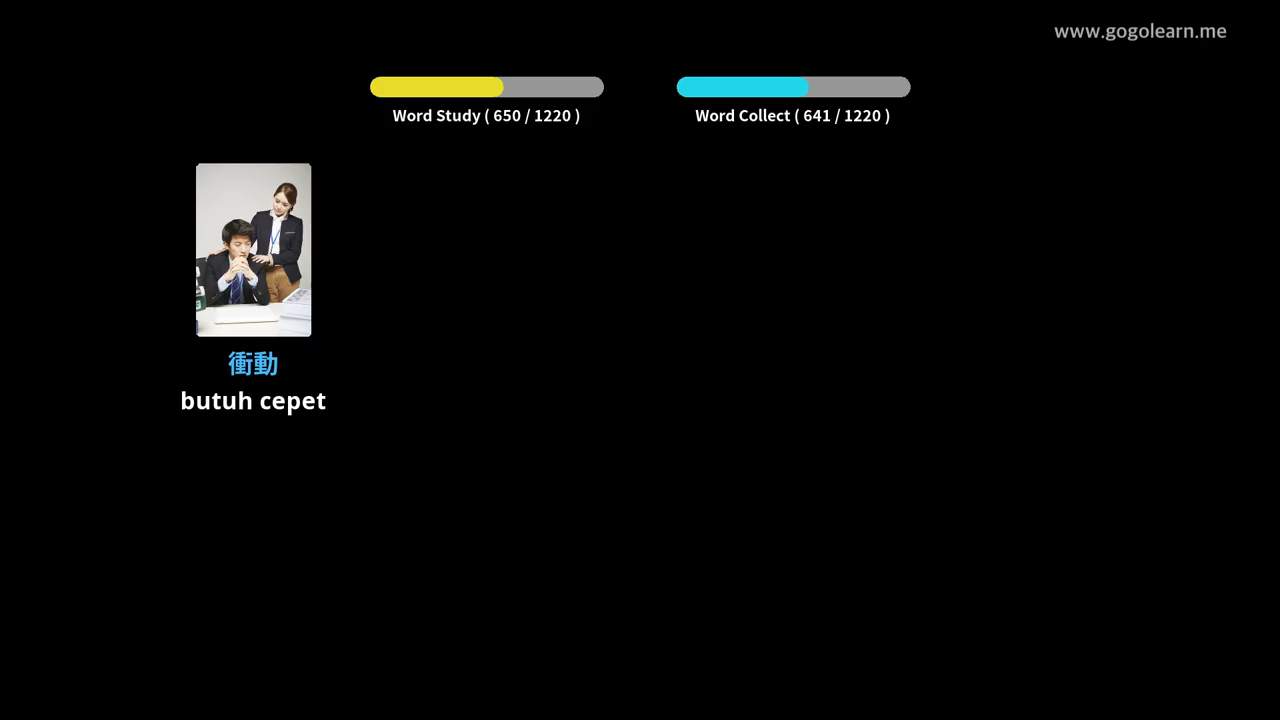 www.gogolearn.me
Word Study ( 650 / 1220 )
Word Collect ( 641 / 1220 )
衝動
butuh cepet